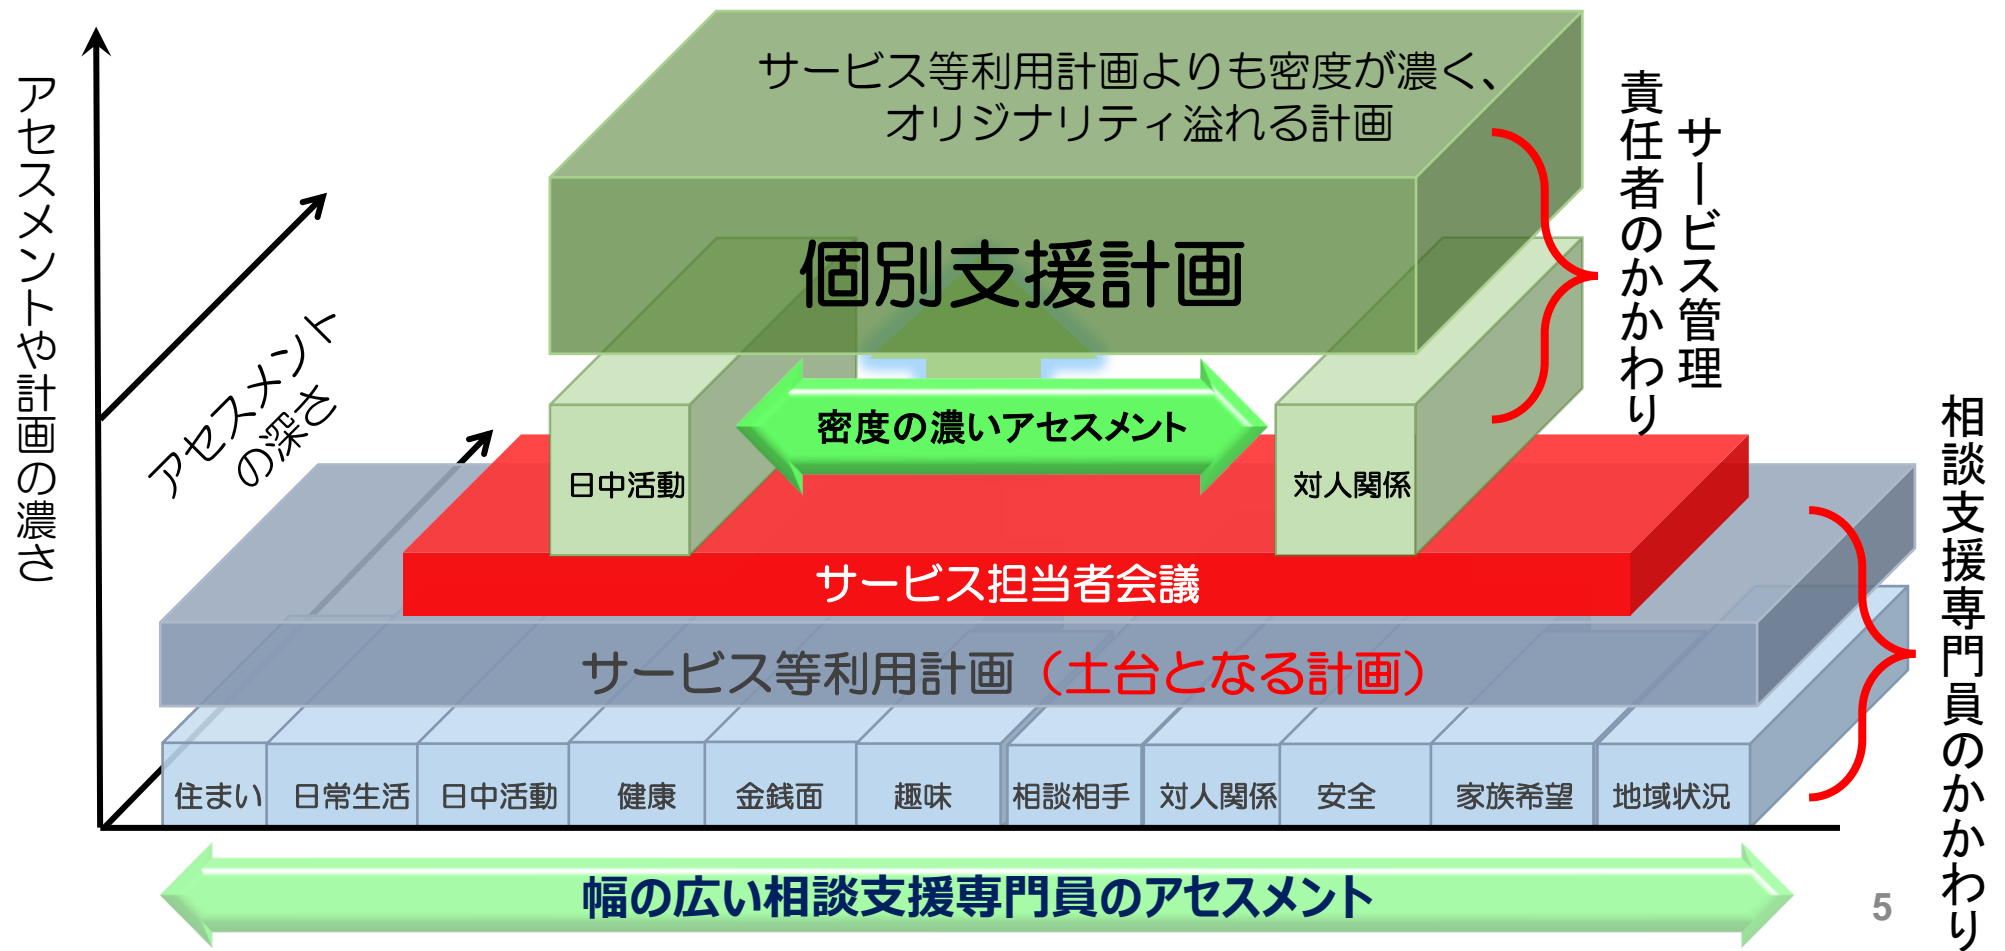 アセスメントや計画の濃さ
アセスメント
の深さ
サービス等利用計画よりも密度が濃く、
オリジナリティ溢れる計画
個別支援計画
サービス管理
責任者のかかわり
密度の濃いアセスメント
日中活動
対人関係
サービス担当者会議
サービス等利用計画（土台となる計画）
相談支援専門員のかかわり
住まい
日常生活
日中活動
健康
金銭面
趣味
相談相手
対人関係
安全
家族希望
地域状況
幅の広い相談支援専門員のアセスメント
5